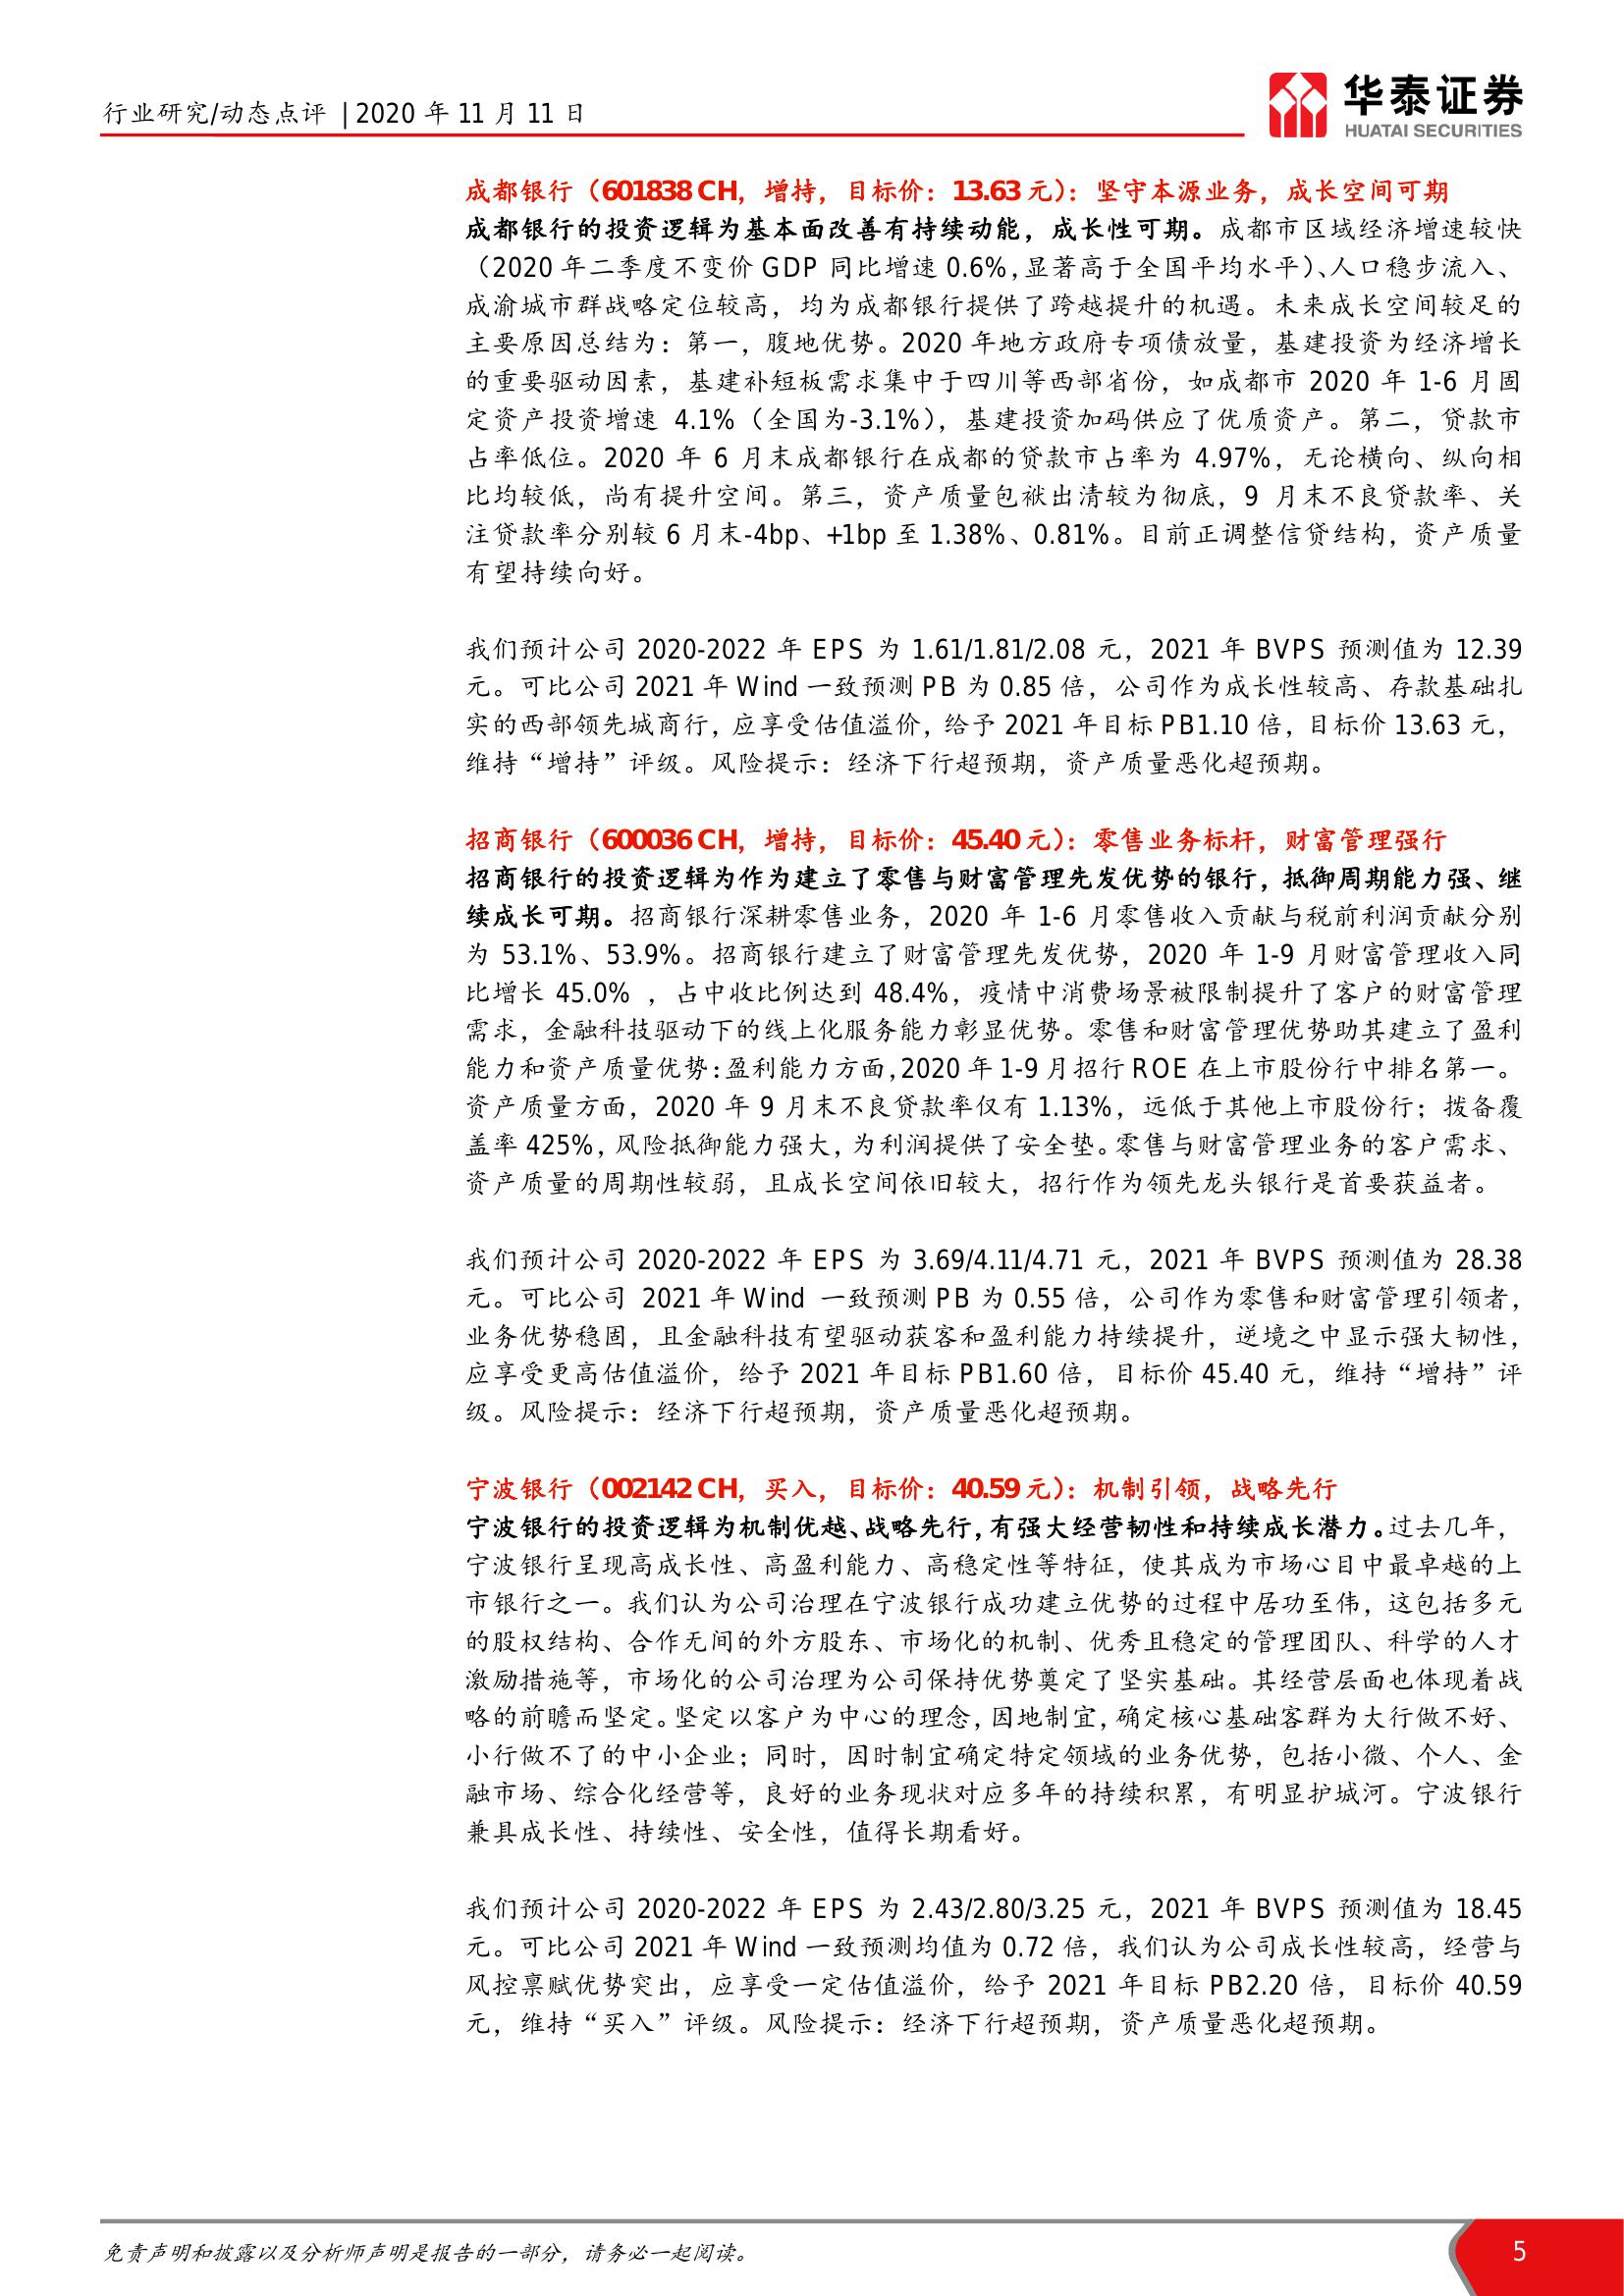 行业研究/动态点评 | 2020 年 11 月 11 日
华泰证券
HUATAI SECURITIES
成都银行（601838 CH，增持，目标价：13.63 元）：坚守本源业务，成长空间可期
成都银行的投资逻辑为基本面改善有持续动能，成长性可期。成都市区域经济增速较快
（2020 年二季度不变价 GDP 同比增速 0.6%，显著高于全国平均水平）、人口稳步流入、
成渝城市群战略定位较高，均为成都银行提供了跨越提升的机遇。未来成长空间较足的
主要原因总结为：第一，腹地优势。2020 年地方政府专项债放量，基建投资为经济增长
的重要驱动因素，基建补短板需求集中于四川等西部省份，如成都市 2020 年 1-6 月固
定资产投资增速 4.1%（全国为-3.1%），基建投资加码供应了优质资产。第二，贷款市
占率低位。2020 年 6 月末成都银行在成都的贷款市占率为 4.97%，无论横向、纵向相
比均较低，尚有提升空间。第三，资产质量包袱出清较为彻底，9 月末不良贷款率、关
注贷款率分别较 6 月末-4bp、+1bp 至 1.38%、0.81%。目前正调整信贷结构，资产质量
有望持续向好。
我们预计公司 2020-2022 年 EPS 为 1.61/1.81/2.08 元，2021 年 BVPS 预测值为 12.39
元。可比公司 2021 年 Wind 一致预测 PB 为 0.85 倍，公司作为成长性较高、存款基础扎
实的西部领先城商行，应享受估值溢价，给予 2021 年目标 PB1.10 倍，目标价 13.63 元，
维持“增持”评级。风险提示：经济下行超预期，资产质量恶化超预期。
招商银行（600036 CH，增持，目标价：45.40 元）：零售业务标杆，财富管理强行
招商银行的投资逻辑为作为建立了零售与财富管理先发优势的银行，抵御周期能力强、继
续成长可期。招商银行深耕零售业务，2020 年 1-6 月零售收入贡献与税前利润贡献分别
为 53.1%、53.9%。招商银行建立了财富管理先发优势，2020 年 1-9 月财富管理收入同
比增长 45.0% ，占中收比例达到 48.4%，疫情中消费场景被限制提升了客户的财富管理
需求，金融科技驱动下的线上化服务能力彰显优势。零售和财富管理优势助其建立了盈利
能力和资产质量优势：盈利能力方面，2020 年 1-9 月招行 ROE 在上市股份行中排名第一。
资产质量方面，2020 年 9 月末不良贷款率仅有 1.13%，远低于其他上市股份行；拨备覆
盖率 425%，风险抵御能力强大，为利润提供了安全垫。零售与财富管理业务的客户需求、
资产质量的周期性较弱，且成长空间依旧较大，招行作为领先龙头银行是首要获益者。
我们预计公司 2020-2022 年 EPS 为 3.69/4.11/4.71 元，2021 年 BVPS 预测值为 28.38
元。可比公司 2021 年 Wind 一致预测 PB 为 0.55 倍，公司作为零售和财富管理引领者，
业务优势稳固，且金融科技有望驱动获客和盈利能力持续提升，逆境之中显示强大韧性，
应享受更高估值溢价，给予 2021 年目标 PB1.60 倍，目标价 45.40 元，维持“增持”评
级。风险提示：经济下行超预期，资产质量恶化超预期。
宁波银行（002142 CH，买入，目标价：40.59 元）：机制引领，战略先行
宁波银行的投资逻辑为机制优越、战略先行，有强大经营韧性和持续成长潜力。过去几年，
宁波银行呈现高成长性、高盈利能力、高稳定性等特征，使其成为市场心目中最卓越的上
市银行之一。我们认为公司治理在宁波银行成功建立优势的过程中居功至伟，这包括多元
的股权结构、合作无间的外方股东、市场化的机制、优秀且稳定的管理团队、科学的人才
激励措施等，市场化的公司治理为公司保持优势奠定了坚实基础。其经营层面也体现着战
略的前瞻而坚定。坚定以客户为中心的理念，因地制宜，确定核心基础客群为大行做不好、
小行做不了的中小企业；同时，因时制宜确定特定领域的业务优势，包括小微、个人、金
融市场、综合化经营等，良好的业务现状对应多年的持续积累，有明显护城河。宁波银行
兼具成长性、持续性、安全性，值得长期看好。
我们预计公司 2020-2022 年 EPS 为 2.43/2.80/3.25 元，2021 年 BVPS 预测值为 18.45
元。可比公司 2021 年 Wind 一致预测均值为 0.72 倍，我们认为公司成长性较高，经营与
风控禀赋优势突出，应享受一定估值溢价，给予 2021 年目标 PB2.20 倍，目标价 40.59
元，维持“买入”评级。风险提示：经济下行超预期，资产质量恶化超预期。
免责声明和披露以及分析师声明是报告的一部分，请务必一起阅读。
5